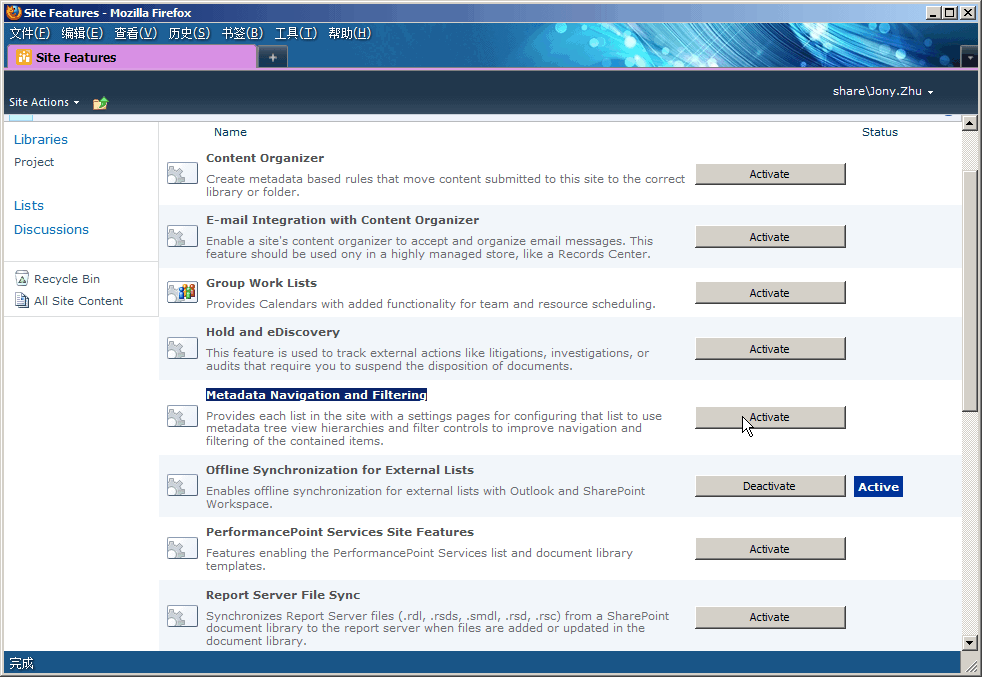 Site Features - Mozilla Firefox
文件(F) 编辑(E) 查看(V) 历史(S) 书签(B) 工具(T) 帮助(H)
Site Features
share\Jony.Zhu
Site Actions
Name
Status
Libraries
Project
Lists
Discussions
Recycle Bin
All Site Content
Content Organizer
Create metadata based rules that move content submitted to this site to the correct
library or folder.
Activate
E-mail Integration with Content Organizer
Enable a site's content organizer to accept and organize email messages. This
feature should be used ony in a highly managed store, like a Records Center.
Activate
Group Work Lists
Provides Calendars with added functionality for team and resource scheduling.
Activate
Hold and eDiscovery
This feature is used to track external actions like litigations, investigations, or
audits that require you to suspend the disposition of documents.
Activate
Metadata Navigation and Filtering
Provides each list in the site with a settings pages for configuring that list to use
metadata tree view hierarchies and filter controls to improve navigation and
filtering of the contained items.
Activate
Offline Synchronization for External Lists
Enables offline synchronization for external lists with Outlook and SharePoint
Workspace.
Deactivate
Active
PerformancePoint Services Site Features
Features enabling the PerformancePoint Services list and document library
templates.
Activate
Report Server File Sync
Synchronizes Report Server files (.rdl, .rsds, .smdl, .rsd, .rsc) from a SharePoint
document library to the report server when files are added or updated in the
document library.
Activate
完成